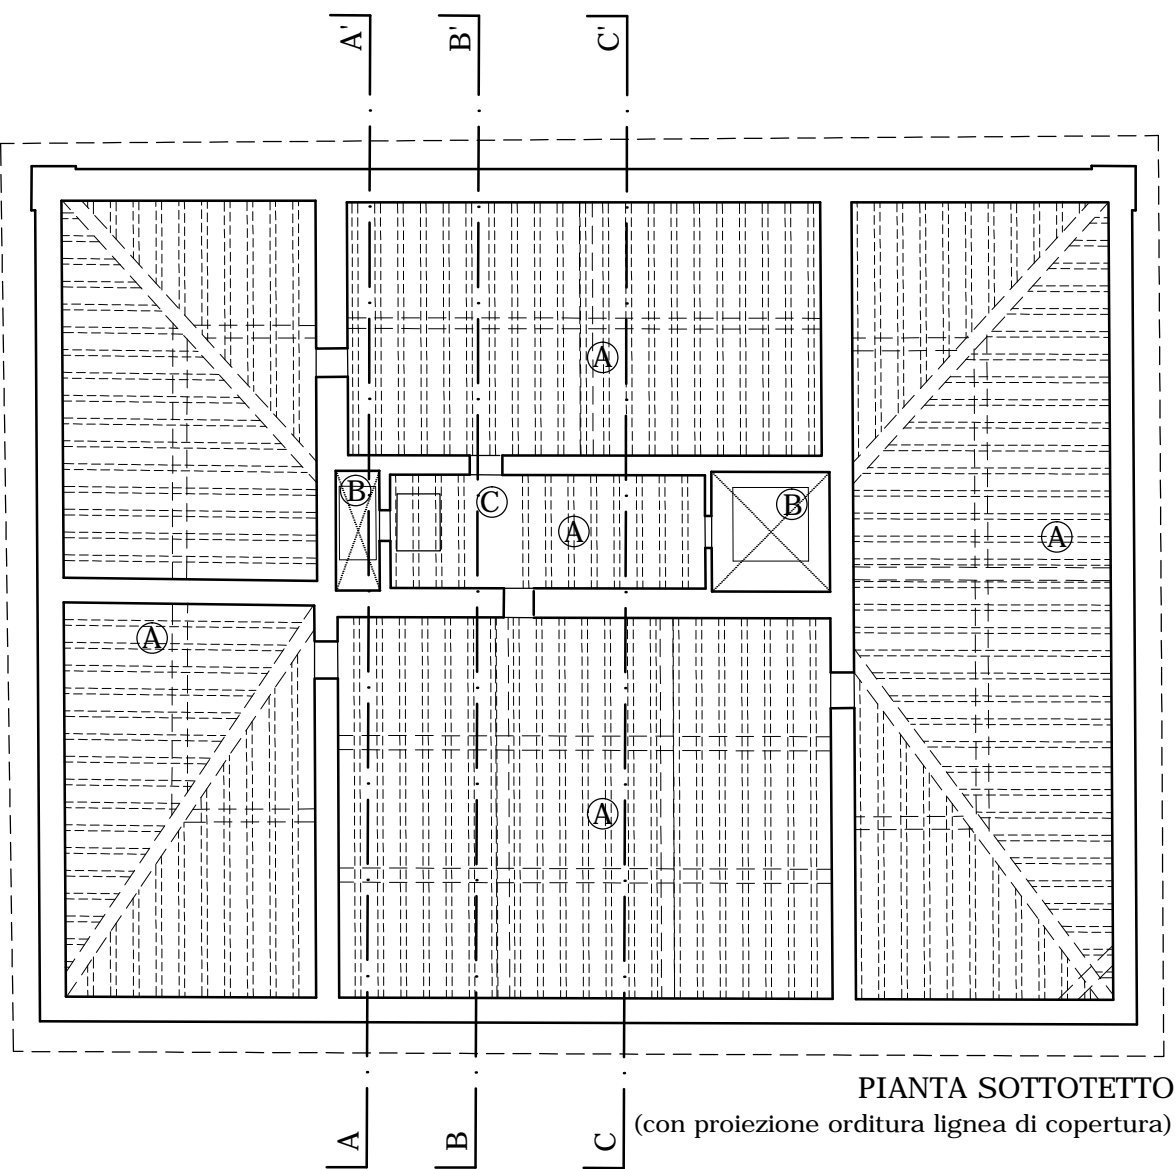 A' B' C'
A
B C B
A A
A
A
A B C
PIANTA SOTTOTETTO
(con proiezione orditura lignea di copertura)